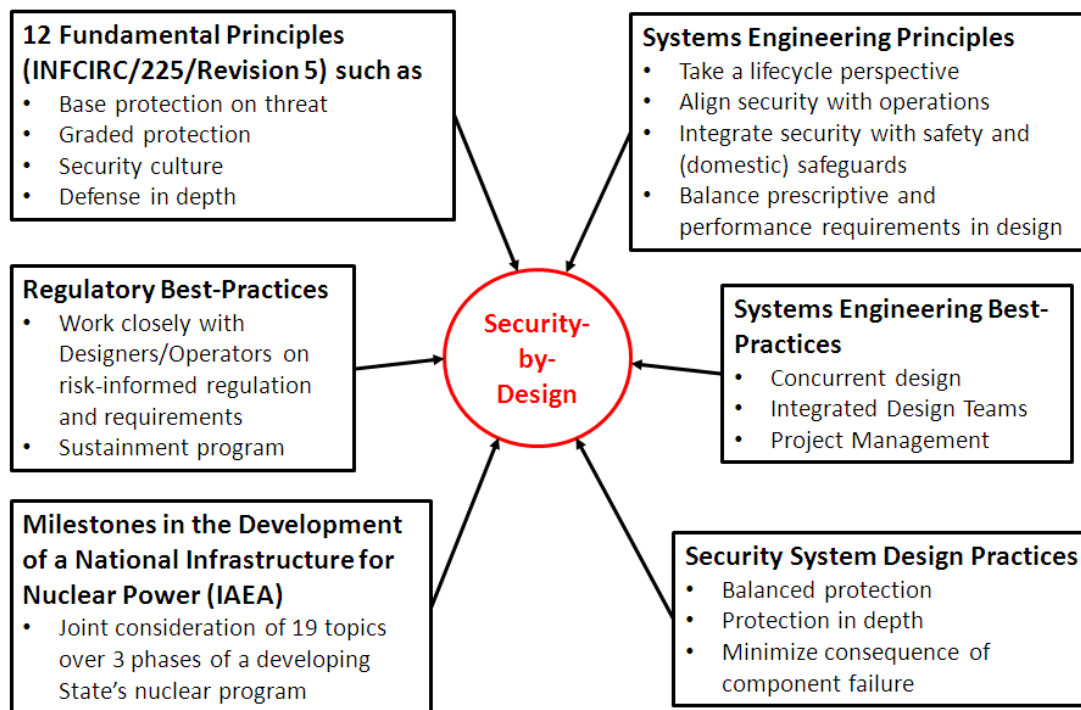 12 Fundamental Principles
(INFCIRC/225/Revision 5) such as
• Base protection on threat
• Graded protection
• Security culture
• Defense in depth
Systems Engineering Principles
• Take a lifecycle perspective
• Align security with operations
• Integrate security with safety and
(domestic) safeguards
• Balance prescriptive and
performance requirements in design
Regulatory Best-Practices
• Work closely with
Designers/Operators on
risk-informed regulation
and requirements
• Sustainment program
Security-
by-
Design
Systems Engineering Best-
Practices
• Concurrent design
• Integrated Design Teams
• Project Management
Milestones in the Development
of a National Infrastructure for
Nuclear Power (IAEA)
• Joint consideration of 19 topics
over 3 phases of a developing
State's nuclear program
Security System Design Practices
• Balanced protection
• Protection in depth
• Minimize consequence of
component failure